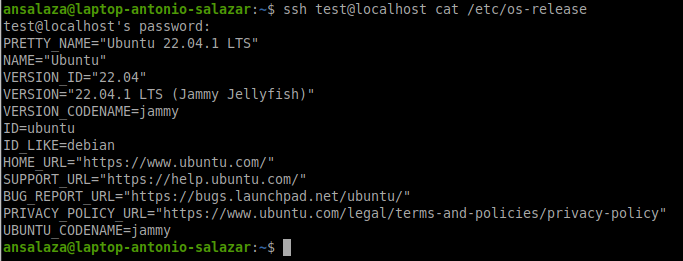 ansalaza@laptop-antonio-salazar:~$ ssh test@localhost cat /etc/os-release
test@localhost's password:
PRETTY_NAME="Ubuntu 22.04.1 LTS"
NAME="Ubuntu"
VERSION_ID="22.04"
VERSION="22.04.1 LTS (Jammy Jellyfish)"
VERSION_CODENAME=jammy
ID=ubuntu
ID_LIKE=debian
HOME_URL="https://www.ubuntu.com/"
SUPPORT_URL="https://help.ubuntu.com/"
BUG_REPORT_URL="https://bugs.launchpad.net/ubuntu/"
PRIVACY_POLICY_URL="https://www.ubuntu.com/legal/terms-and-policies/privacy-policy"
UBUNTU_CODENAME=jammy
ansalaza@laptop-antonio-salazar:~$